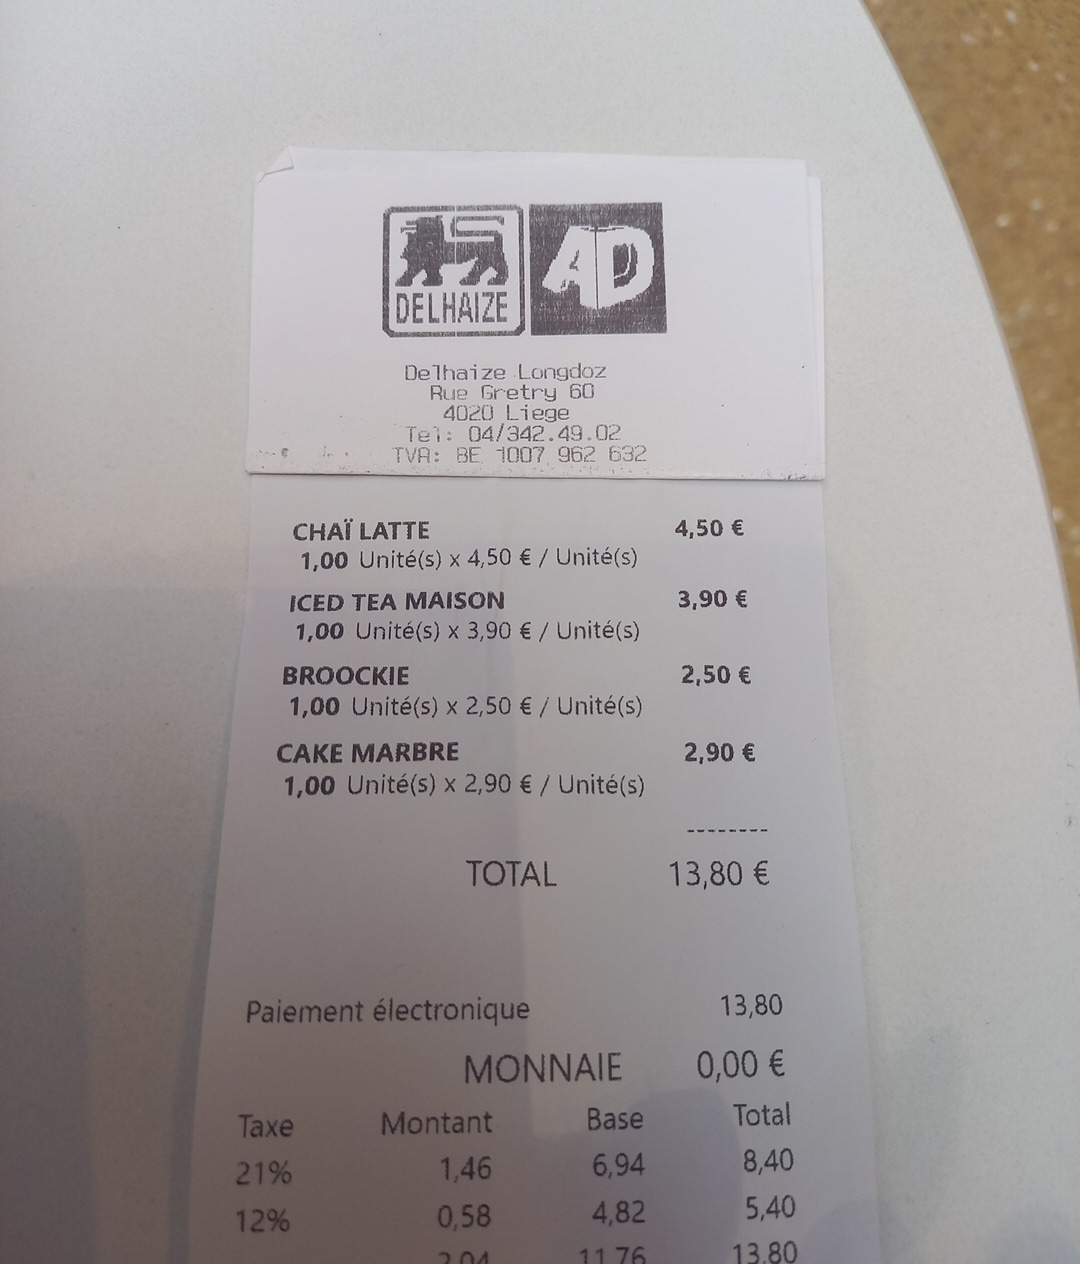 DELHAIZE
AD
Delhaize Longdoz
Rue Gretry 60
4020 Liege
Tel: 04/342.49.02
TVA: BE 1007 962 632
CHAÏ LATTE 4,50 €
1,00 Unité(s) x 4,50 € / Unité(s)
ICED TEA MAISON 3,90 €
1,00 Unité(s) x 3,90 € / Unité(s)
BROOCKIE 2,50 €
1,00 Unité(s) x 2,50 € / Unité(s)
CAKE MARBRE 2,90 €
1,00 Unité(s) x 2,90 € / Unité(s)
--------
TOTAL 13,80 €
Paiement électronique 13,80
MONNAIE 0,00 €
Taxe Montant Base Total
21% 1,46 6,94 8,40
12% 0,58 4,82 5,40
2,04 11,76 13,80